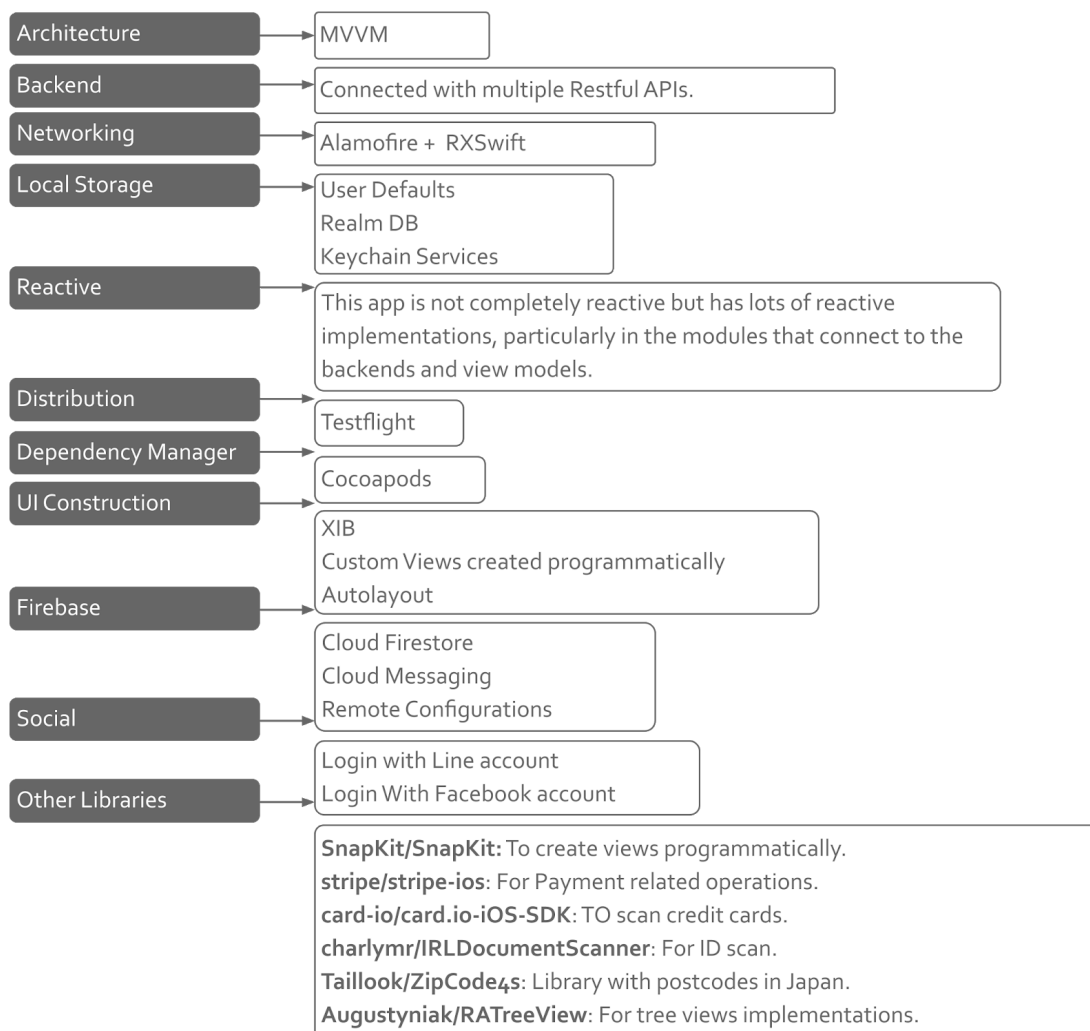 Architecture
MVVM
Backend
Connected with multiple Restful APIs.
Networking
Alamofire + RXSwift
Local Storage
User Defaults
Realm DB
Keychain Services
Reactive
This app is not completely reactive but has lots of reactive
implementations, particularly in the modules that connect to the
backends and view models.
Distribution
Testflight
Dependency Manager
Cocoapods
UI Construction
XIB
Custom Views created programmatically
Autolayout
Firebase
Cloud Firestore
Cloud Messaging
Remote Configurations
Social
Login with Line account
Login With Facebook account
Other Libraries
SnapKit/SnapKit: To create views programmatically.
stripe/stripe-ios: For Payment related operations.
card-io/card.io-iOS-SDK: TO scan credit cards.
charlymr/IRLDocumentScanner: For ID scan.
Taillook/ZipCode4s: Library with postcodes in Japan.
Augustyniak/RATreeView: For tree views implementations.